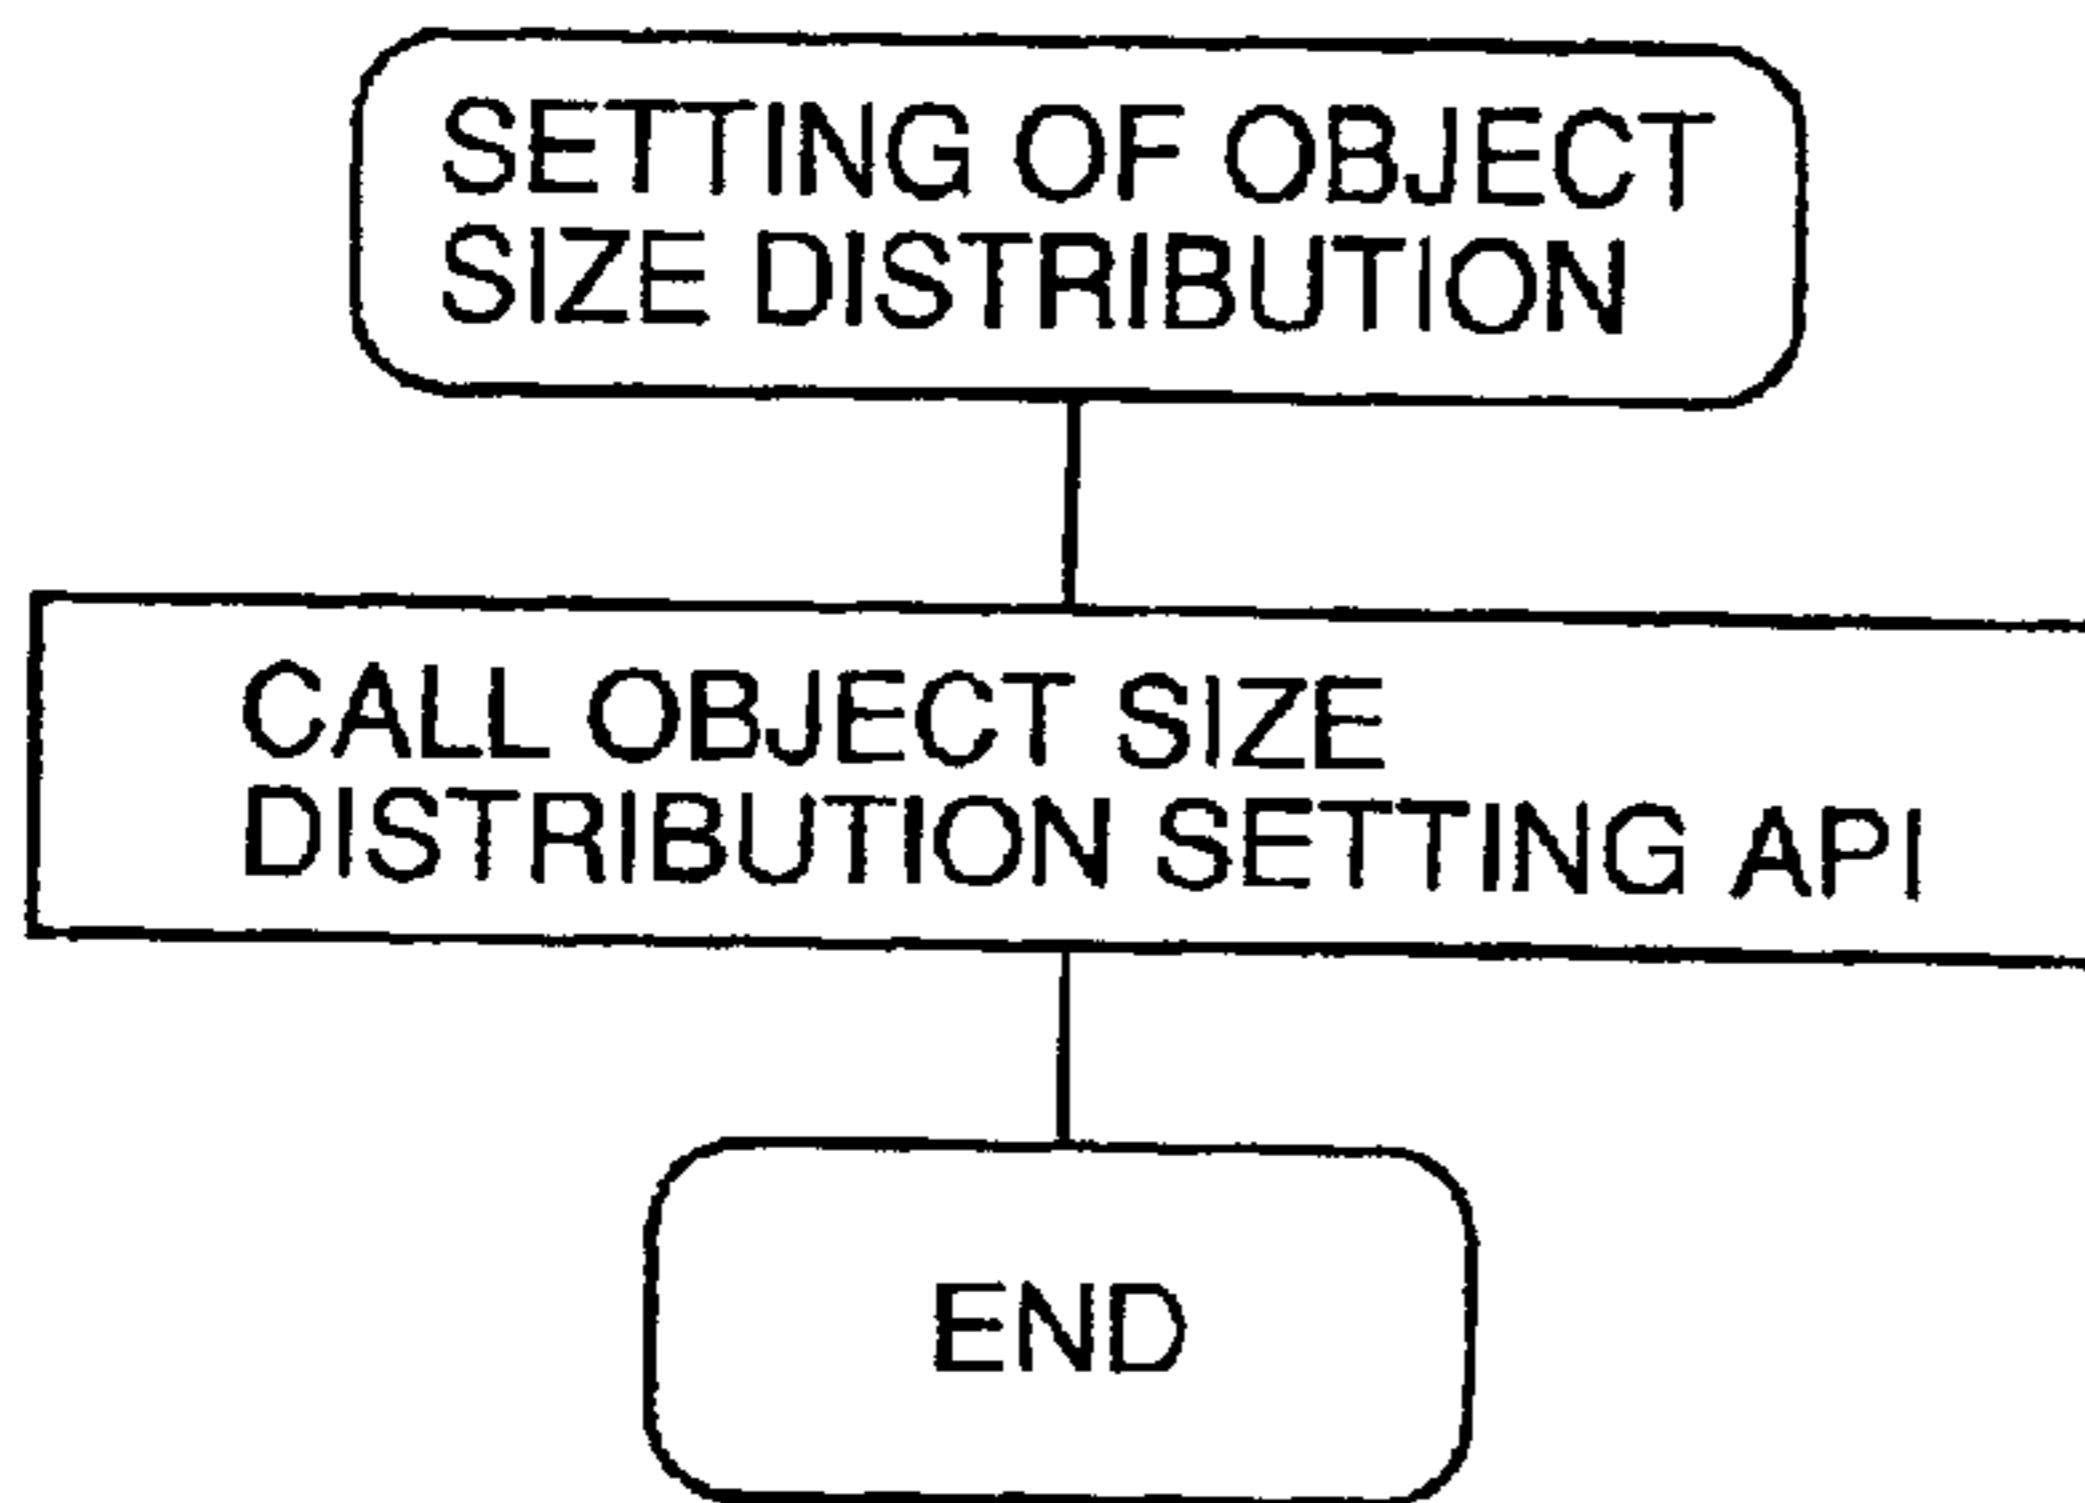 SETTING OF OBJECT
SIZE DISTRIBUTION
CALL OBJECT SIZE
DISTRIBUTION SETTING API
END